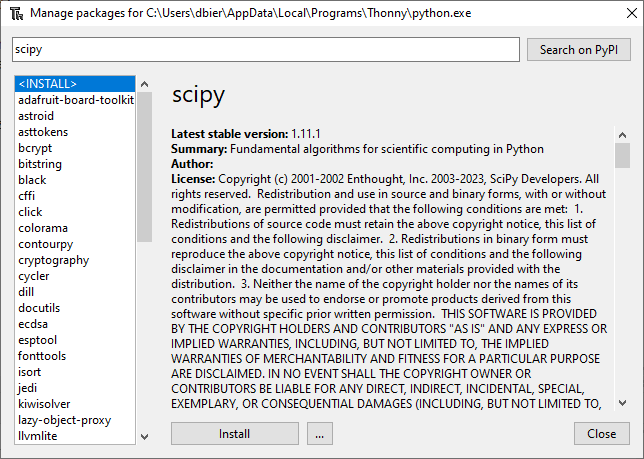 Manage packages for C:\Users\dbier\AppData\Local\Programs\Thonny\python.exe
scipy
Search on PyPI
<INSTALL>
adafruit-board-toolkit
astroid
asttokens
bcrypt
bitstring
black
cffi
click
colorama
contourpy
cryptography
cycler
dill
docutils
ecdsa
esptool
fonttools
isort
jedi
kiwisolver
lazy-object-proxy
llvmlite
scipy
Latest stable version: 1.11.1
Summary: Fundamental algorithms for scientific computing in Python
Author:
License: Copyright (c) 2001-2002 Enthought, Inc. 2003-2023, SciPy Developers. All
rights reserved.  Redistribution and use in source and binary forms, with or without
modification, are permitted provided that the following conditions are met:  1.
Redistributions of source code must retain the above copyright notice, this list of
conditions and the following disclaimer.  2. Redistributions in binary form must
reproduce the above copyright notice, this list of conditions and the following
disclaimer in the documentation and/or other materials provided with the
distribution.  3. Neither the name of the copyright holder nor the names of its
contributors may be used to endorse or promote products derived from this
software without specific prior written permission.  THIS SOFTWARE IS PROVIDED
BY THE COPYRIGHT HOLDERS AND CONTRIBUTORS "AS IS" AND ANY EXPRESS OR
IMPLIED WARRANTIES, INCLUDING, BUT NOT LIMITED TO, THE IMPLIED
WARRANTIES OF MERCHANTABILITY AND FITNESS FOR A PARTICULAR PURPOSE
ARE DISCLAIMED. IN NO EVENT SHALL THE COPYRIGHT OWNER OR
CONTRIBUTORS BE LIABLE FOR ANY DIRECT, INDIRECT, INCIDENTAL, SPECIAL,
EXEMPLARY, OR CONSEQUENTIAL DAMAGES (INCLUDING, BUT NOT LIMITED TO,
Install
...
Close